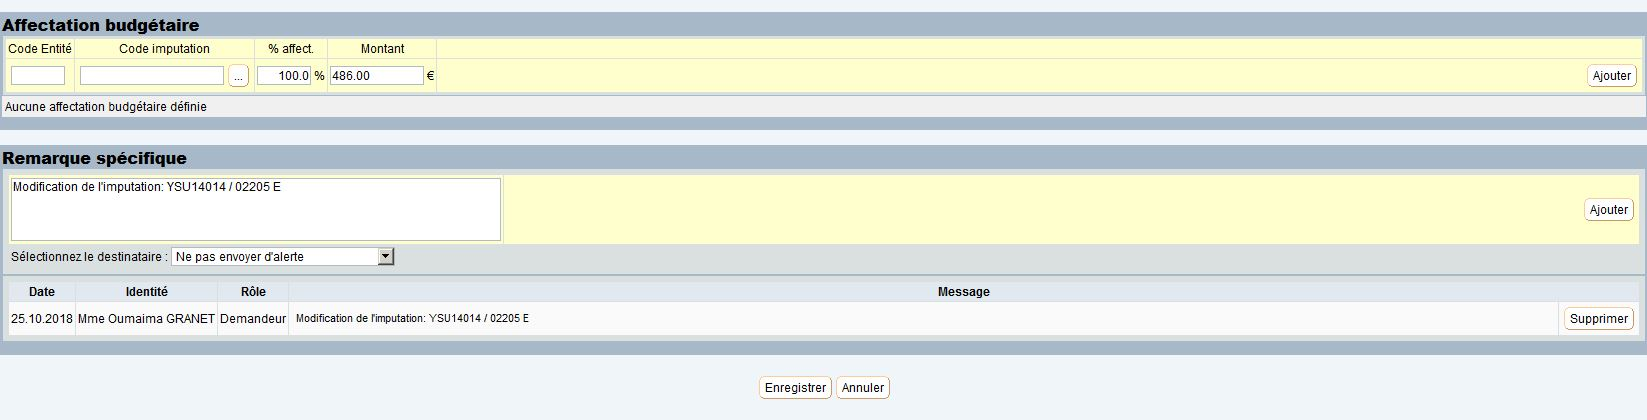 Affectation budgétaire
Code Entité Code imputation % affect. Montant
... 100.0 % 486.00 € Ajouter
Aucune affectation budgétaire définie
Remarque spécifique
Modification de l'imputation: YSU14014 / 02205 E
Ajouter
Sélectionnez le destinataire : Ne pas envoyer d'alerte
Date Identité Rôle Message
25.10.2018 Mme Oumaima GRANET Demandeur Modification de l'imputation: YSU14014 / 02205 E Supprimer
Enregistrer Annuler